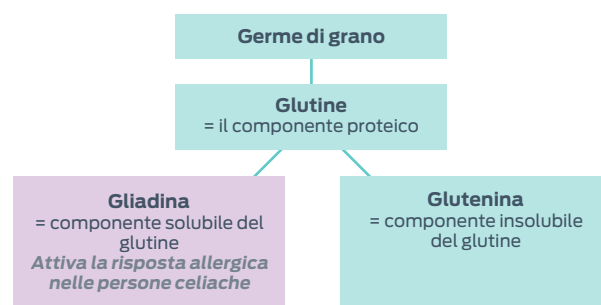 Germe di grano
Glutine
= il componente proteico
Gliadina
= componente solubile del
glutine
Attiva la risposta allergica
nelle persone celiache
Glutenina
= componente insolubile
del glutine